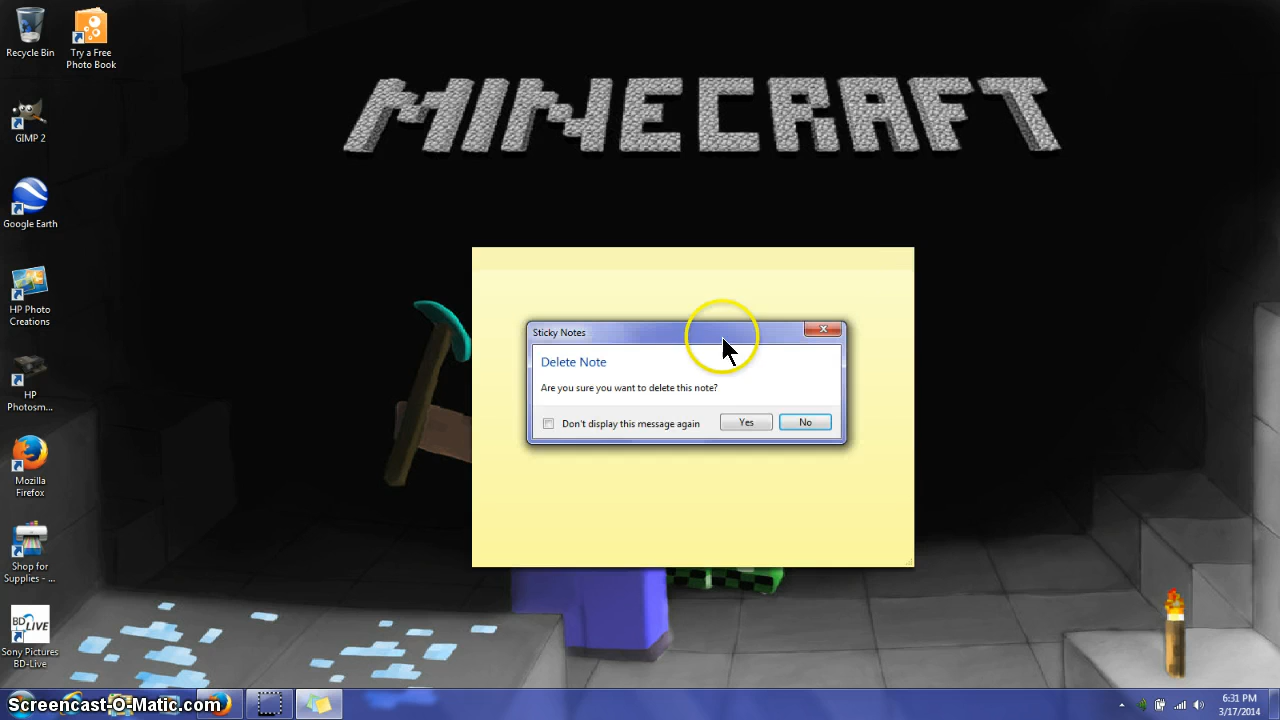 Recycle Bin
Try a Free
Photo Book
MINECRAFT
GIMP 2
Google Earth
HP Photo
Creations
HP
Photosm...
Mozilla
Firefox
Shop for
Supplies - ...
BD LIVE
Sony Pictures
BD-Live
Sticky Notes
Delete Note
Are you sure you want to delete this note?
Don't display this message again
Yes
No
Screencast-O-Matic.com
6:31 PM
3/17/2014